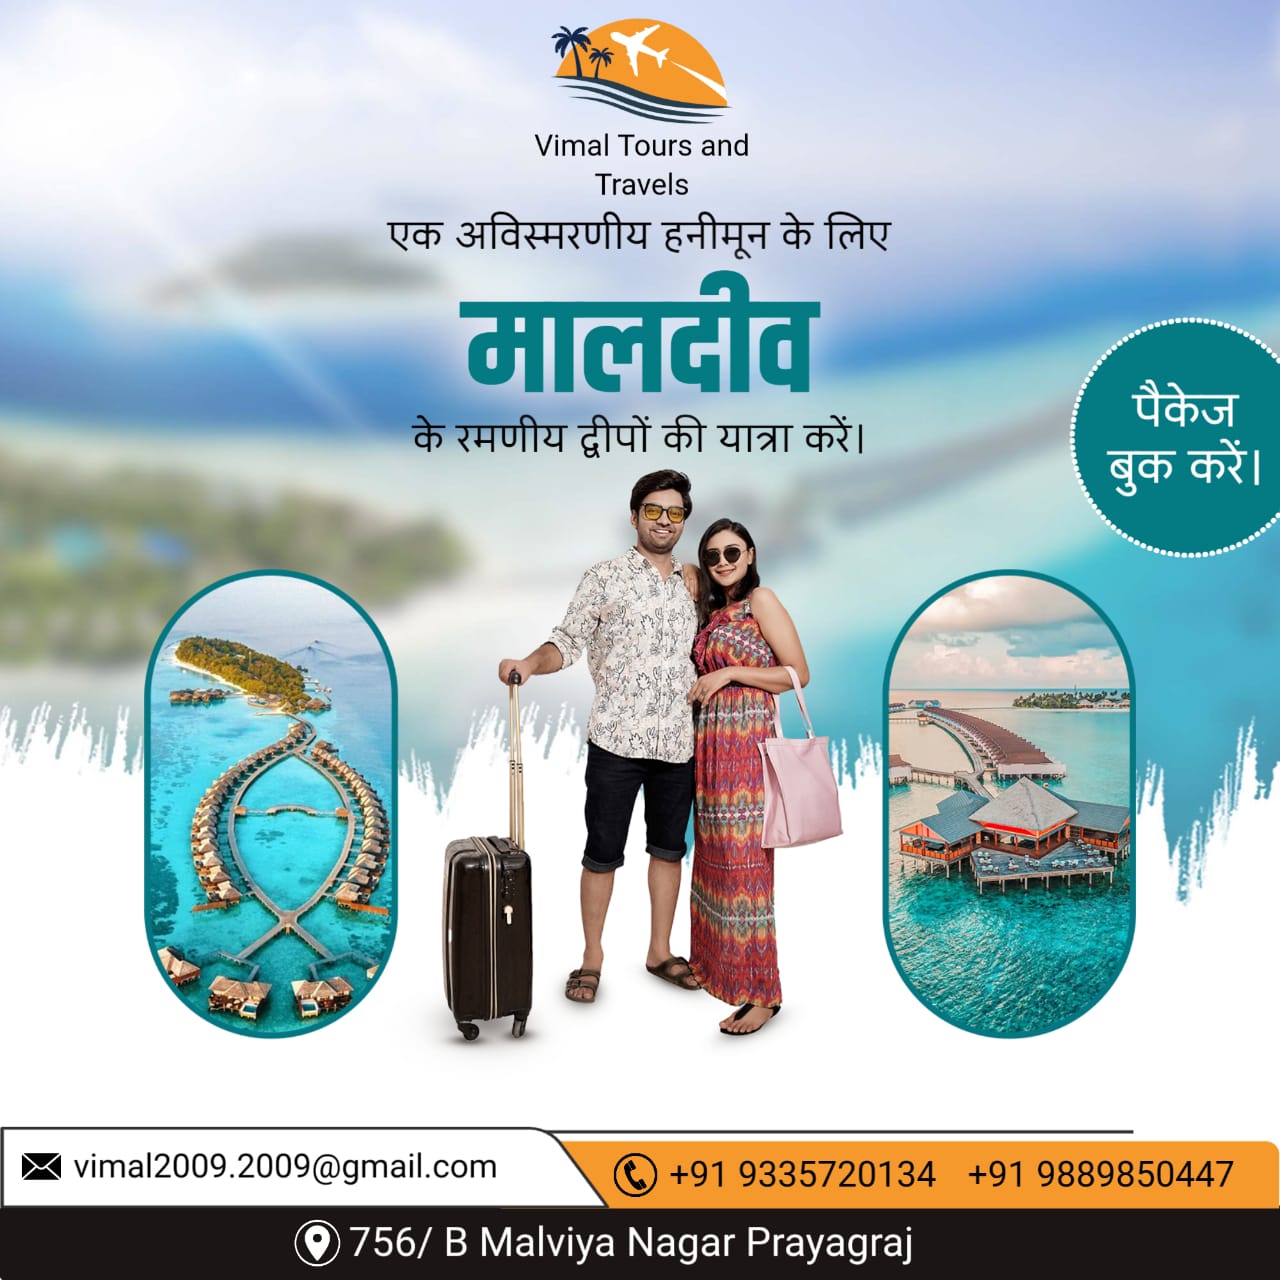 Vimal Tours and
Travels
एक अविस्मरणीय हनीमून के लिए
मालदीव
के रमणीय द्वीपों की यात्रा करें।
पैकेज
बुक करें।
vimal2009.2009@gmail.com
+91 9335720134 +91 9889850447
756/ B Malviya Nagar Prayagraj